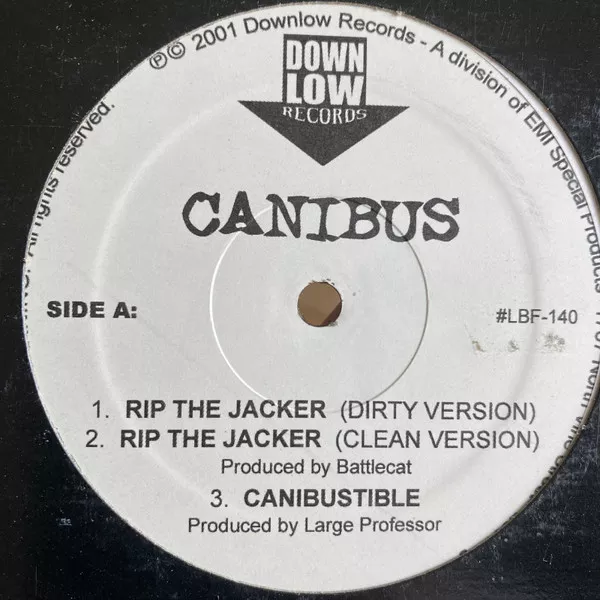 ℗© 2001 Downlow Records - A division of EMI Special Products
All rights reserved.
DOWN
LOW
RECORDS
CANIBUS
SIDE A:
#LBF-140
1. RIP THE JACKER (DIRTY VERSION)
2. RIP THE JACKER (CLEAN VERSION)
Produced by Battlecat
3. CANIBUSTIBLE
Produced by Large Professor